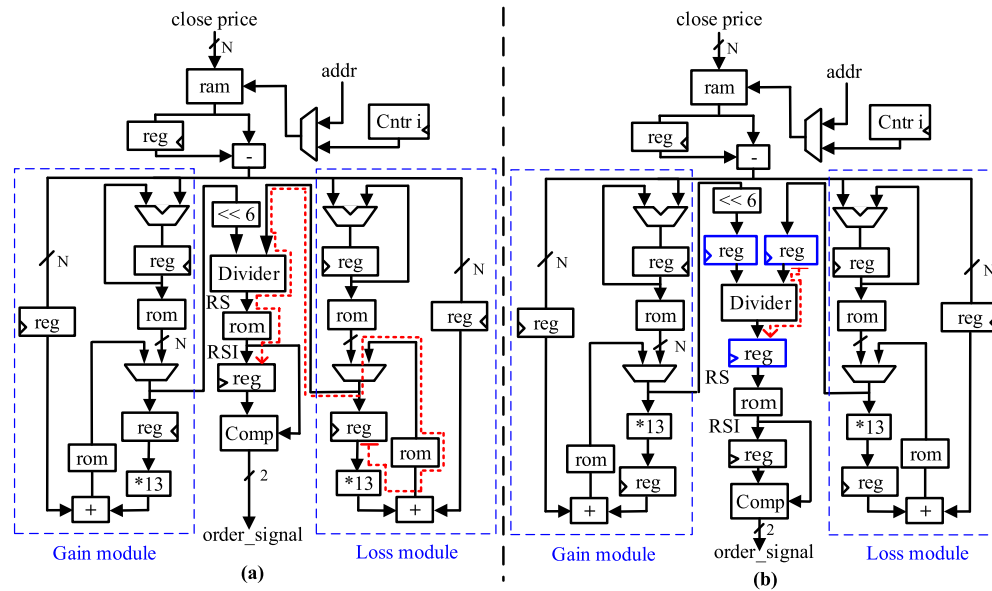 close price
N
ram
addr
Cntr i
reg
-
<< 6
reg
N
N
reg
Divider
RS
rom
rom
rom
reg
reg
N
RSI
reg
reg
Comp
reg
rom
rom
*13
*13
2
+
+
order_signal
Gain module
Loss module
(a)
close price
N
ram
addr
Cntr i
reg
-
<< 6
reg
reg
reg
reg
N
N
Divider
reg
rom
rom
reg
N
reg
RS
rom
*13
*13
RSI
rom
reg
rom
reg
reg
Comp
+
+
2
order_signal
Gain module
Loss module
(b)